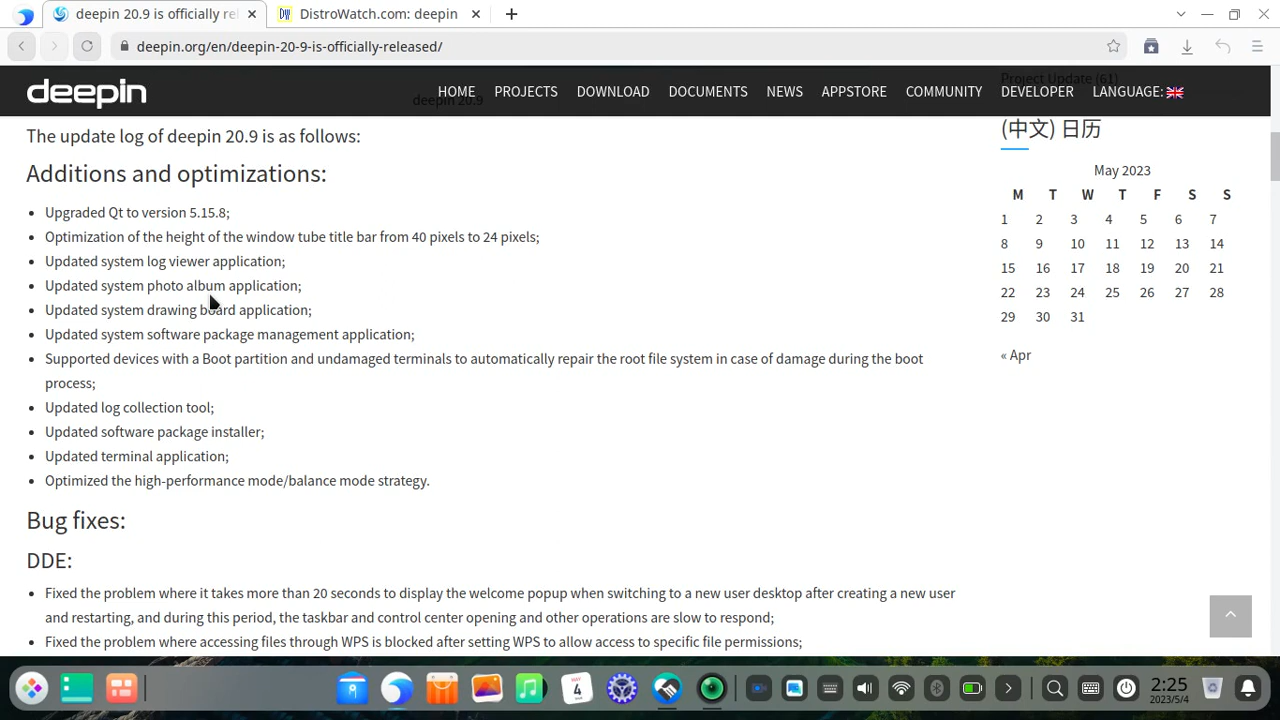 deepin 20.9 is officially rel
DistroWatch.com: deepin
deepin.org/en/deepin-20-9-is-officially-released/
deepin
HOME PROJECTS DOWNLOAD DOCUMENTS NEWS APPSTORE COMMUNITY DEVELOPER LANGUAGE:
Project Update (61)
deepin 20.9
The update log of deepin 20.9 is as follows:
Additions and optimizations:
Upgraded Qt to version 5.15.8;
Optimization of the height of the window tube title bar from 40 pixels to 24 pixels;
Updated system log viewer application;
Updated system photo album application;
Updated system drawing board application;
Updated system software package management application;
Supported devices with a Boot partition and undamaged terminals to automatically repair the root file system in case of damage during the boot
process;
Updated log collection tool;
Updated software package installer;
Updated terminal application;
Optimized the high-performance mode/balance mode strategy.
Bug fixes:
DDE:
Fixed the problem where it takes more than 20 seconds to display the welcome popup when switching to a new user desktop after creating a new user
and restarting, and during this period, the taskbar and control center opening and other operations are slow to respond;
Fixed the problem where accessing files through WPS is blocked after setting WPS to allow access to specific file permissions;
(中文) 日历
May 2023
M T W T F S S
1 2 3 4 5 6 7
8 9 10 11 12 13 14
15 16 17 18 19 20 21
22 23 24 25 26 27 28
29 30 31
« Apr
MAY
4
2:25
2023/5/4